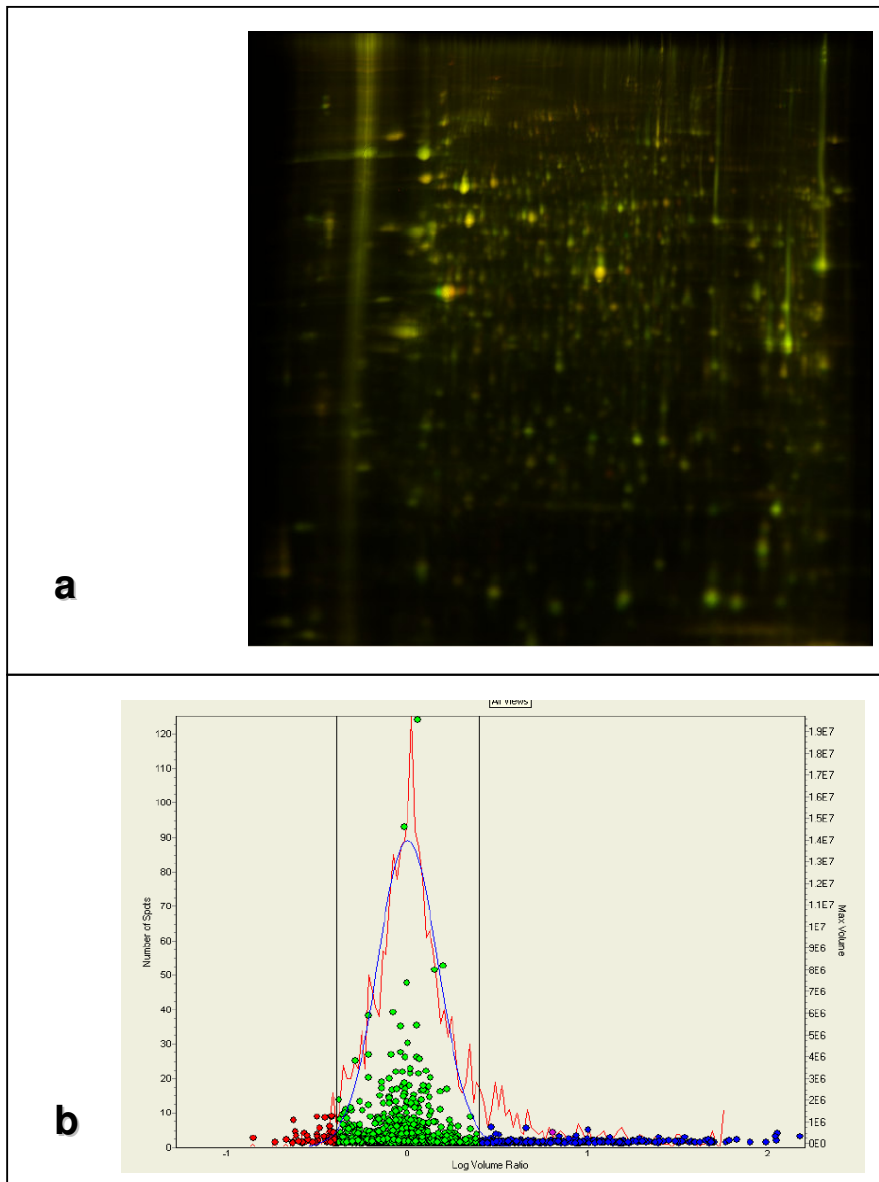 a
All Views
120
110
100
90
80
70
60
50
40
30
20
10
0
Number of Spots
1.9E7
1.8E7
1.7E7
1.6E7
1.5E7
1.4E7
1.3E7
1.2E7
1.1E7
1E7
9E6
8E6
7E6
6E6
5E6
4E6
3E6
2E6
1E6
0E0
Max Volume
-1
0
1
2
Log Volume Ratio
b